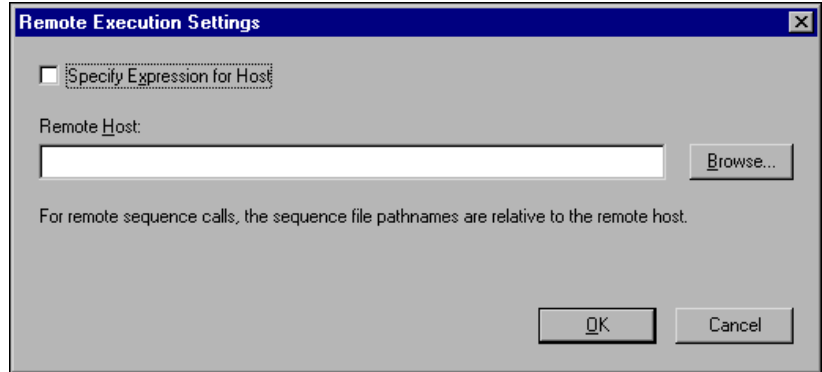 Remote Execution Settings
Specify Expression for Host
Remote Host:
Browse...
For remote sequence calls, the sequence file pathnames are relative to the remote host.
OK Cancel